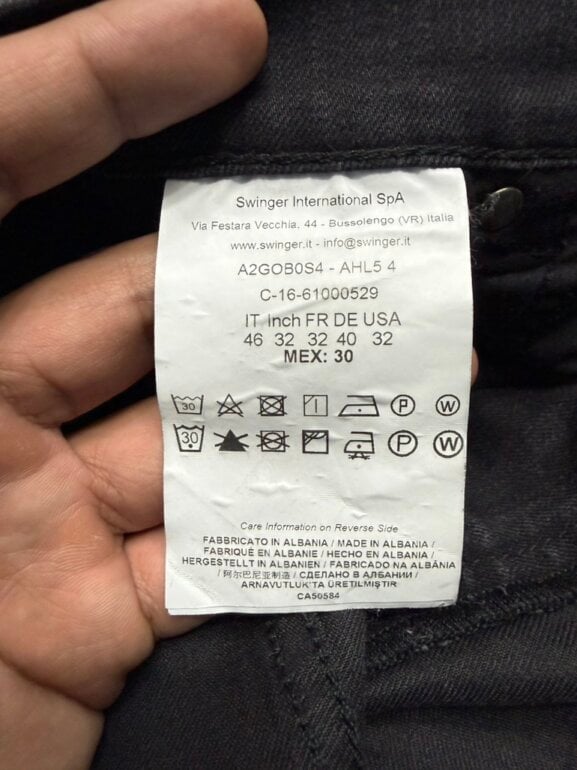 Swinger International SpA
Via Festara Vecchia, 44 - Bussolengo (VR) Italia
www.swinger.it - info@swinger.it
A2GOB0S4 - AHL5 4
C-16-61000529
IT Inch FR DE USA
46 32 32 40 32
MEX: 30
30 P W
30 P W
Care Information on Reverse Side
FABBRICATO IN ALBANIA / MADE IN ALBANIA /
FABRIQUÉ EN ALBANIE / HECHO EN ALBANIA /
HERGESTELLT IN ALBANIEN / FABRICADO NA ALBÂNIA
/ 阿尔巴尼亚制造 / СДЕЛАНО В АЛБАНИИ /
ARNAVUTLUK'TA ÜRETILMIŞTIR
CA50584